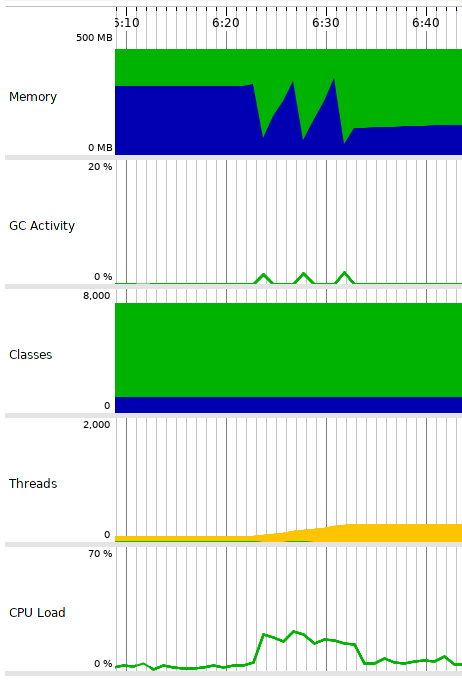 6:10 6:20 6:30 6:40
500 MB
Memory
0 MB
20 %
GC Activity
0 %
8,000
Classes
0
2,000
Threads
0
70 %
CPU Load
0 %